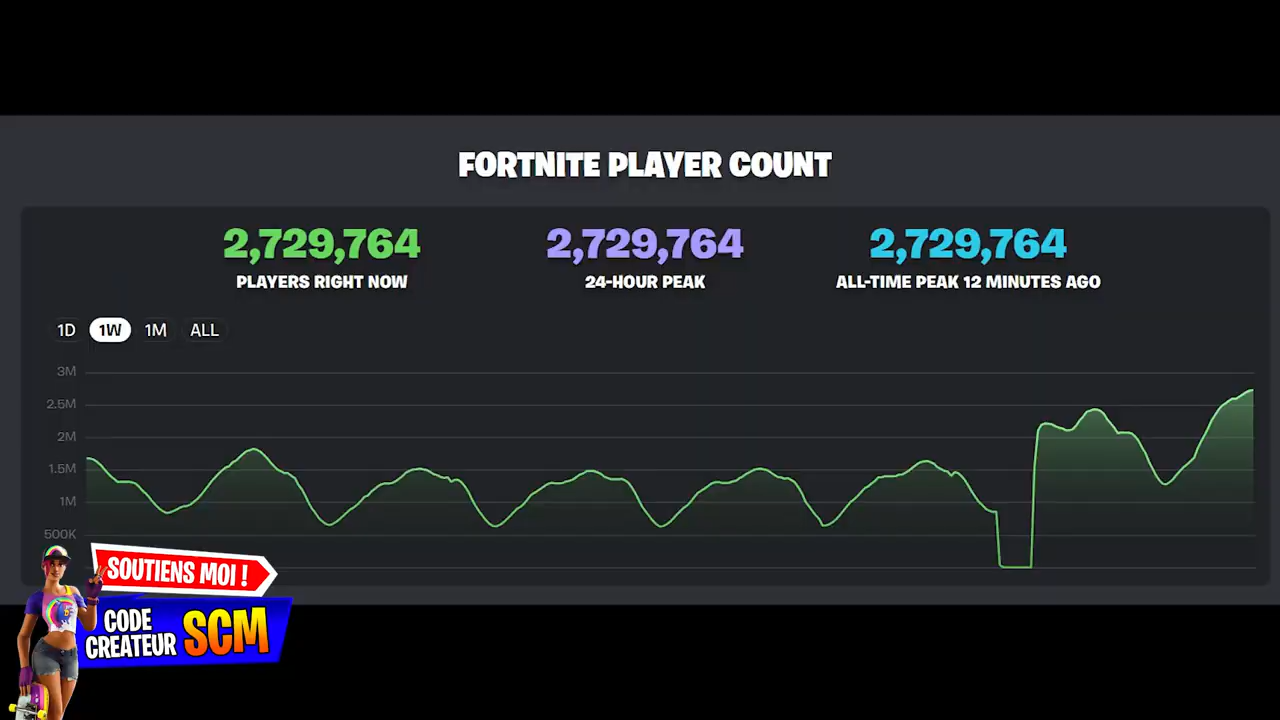 FORTNITE PLAYER COUNT
2,729,764 2,729,764 2,729,764
PLAYERS RIGHT NOW 24-HOUR PEAK ALL-TIME PEAK 12 MINUTES AGO
1D 1W 1M ALL
3M
2.5M
2M
1.5M
1M
500K
SOUTIENS MOI !
CODE
CREATEUR SCM